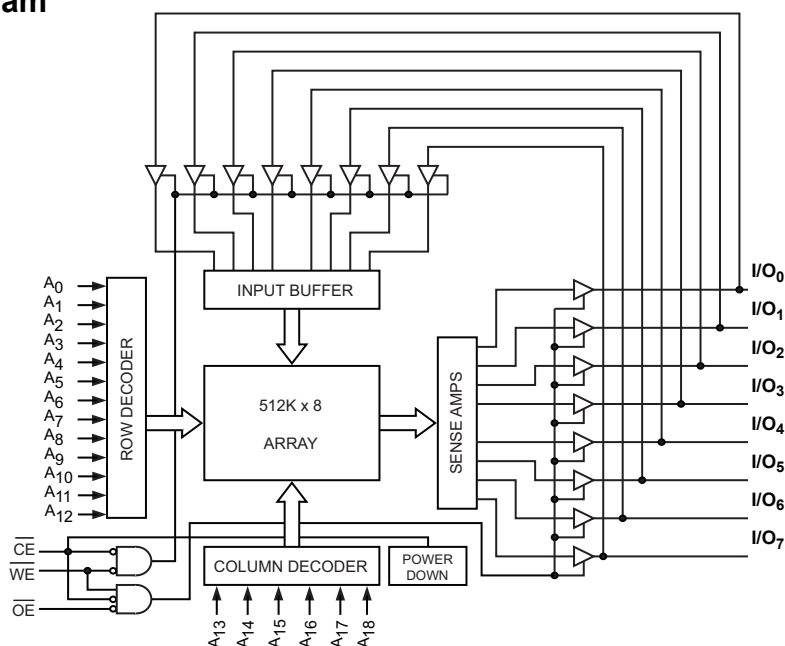 am
I/O0
I/O1
I/O2
I/O3
I/O4
I/O5
I/O6
I/O7
INPUT BUFFER
A0
A1
A2
A3
A4
A5
A6
A7
A8
A9
A10
A11
A12
ROW DECODER
512K x 8
ARRAY
SENSE AMPS
CE
WE
OE
COLUMN DECODER
POWER
DOWN
A13
A14
A15
A16
A17
A18